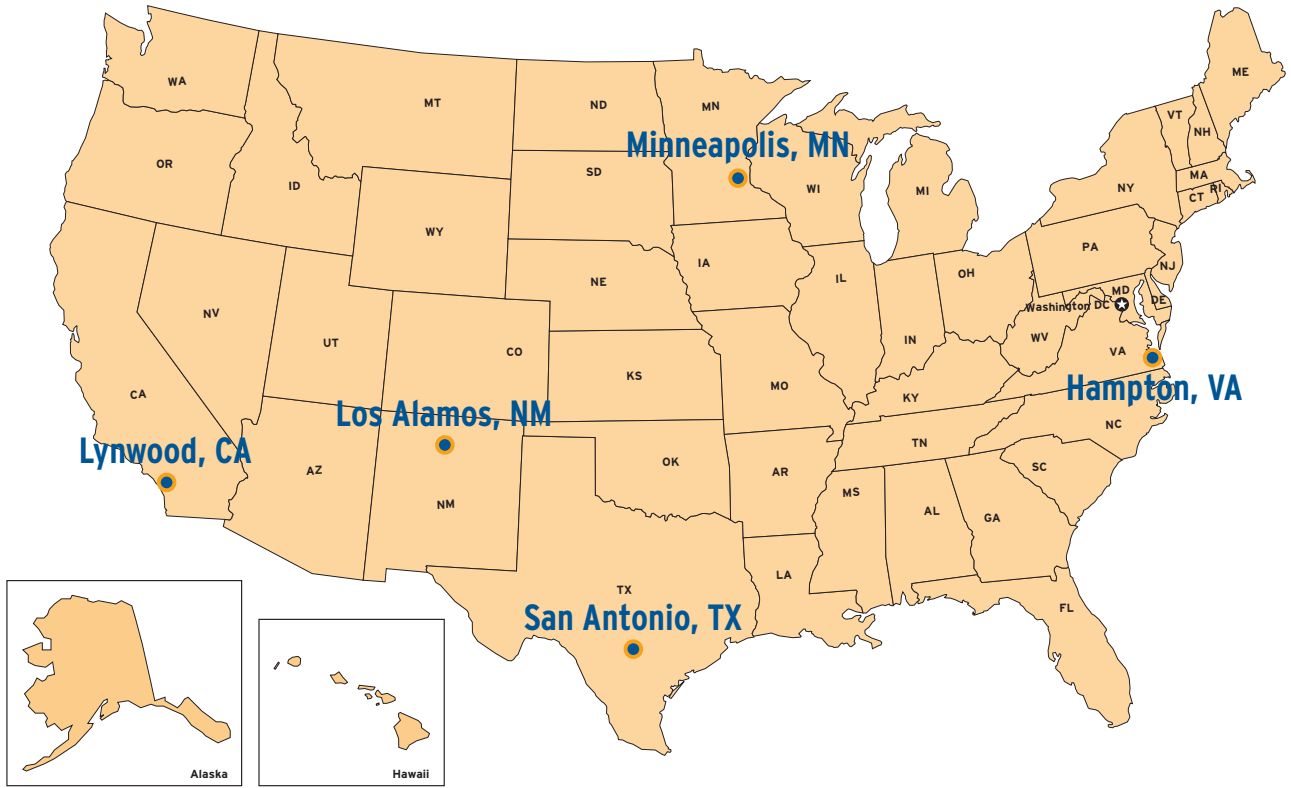 ME
WA
MT
ND
MN
VT
NH
Minneapolis, MN
OR
ID
SD
WI
MI
NY
MA
CT
RI
WY
PA
IA
NJ
OH
NE
IL
MD
DE
Washington DC
NV
UT
CO
IN
WV
VA
KS
MO
KY
Hampton, VA
CA
Los Alamos, NM
NC
Lynwood, CA
TN
AZ
OK
AR
SC
MS
NM
AL
GA
LA
TX
San Antonio, TX
FL
Alaska
Hawaii